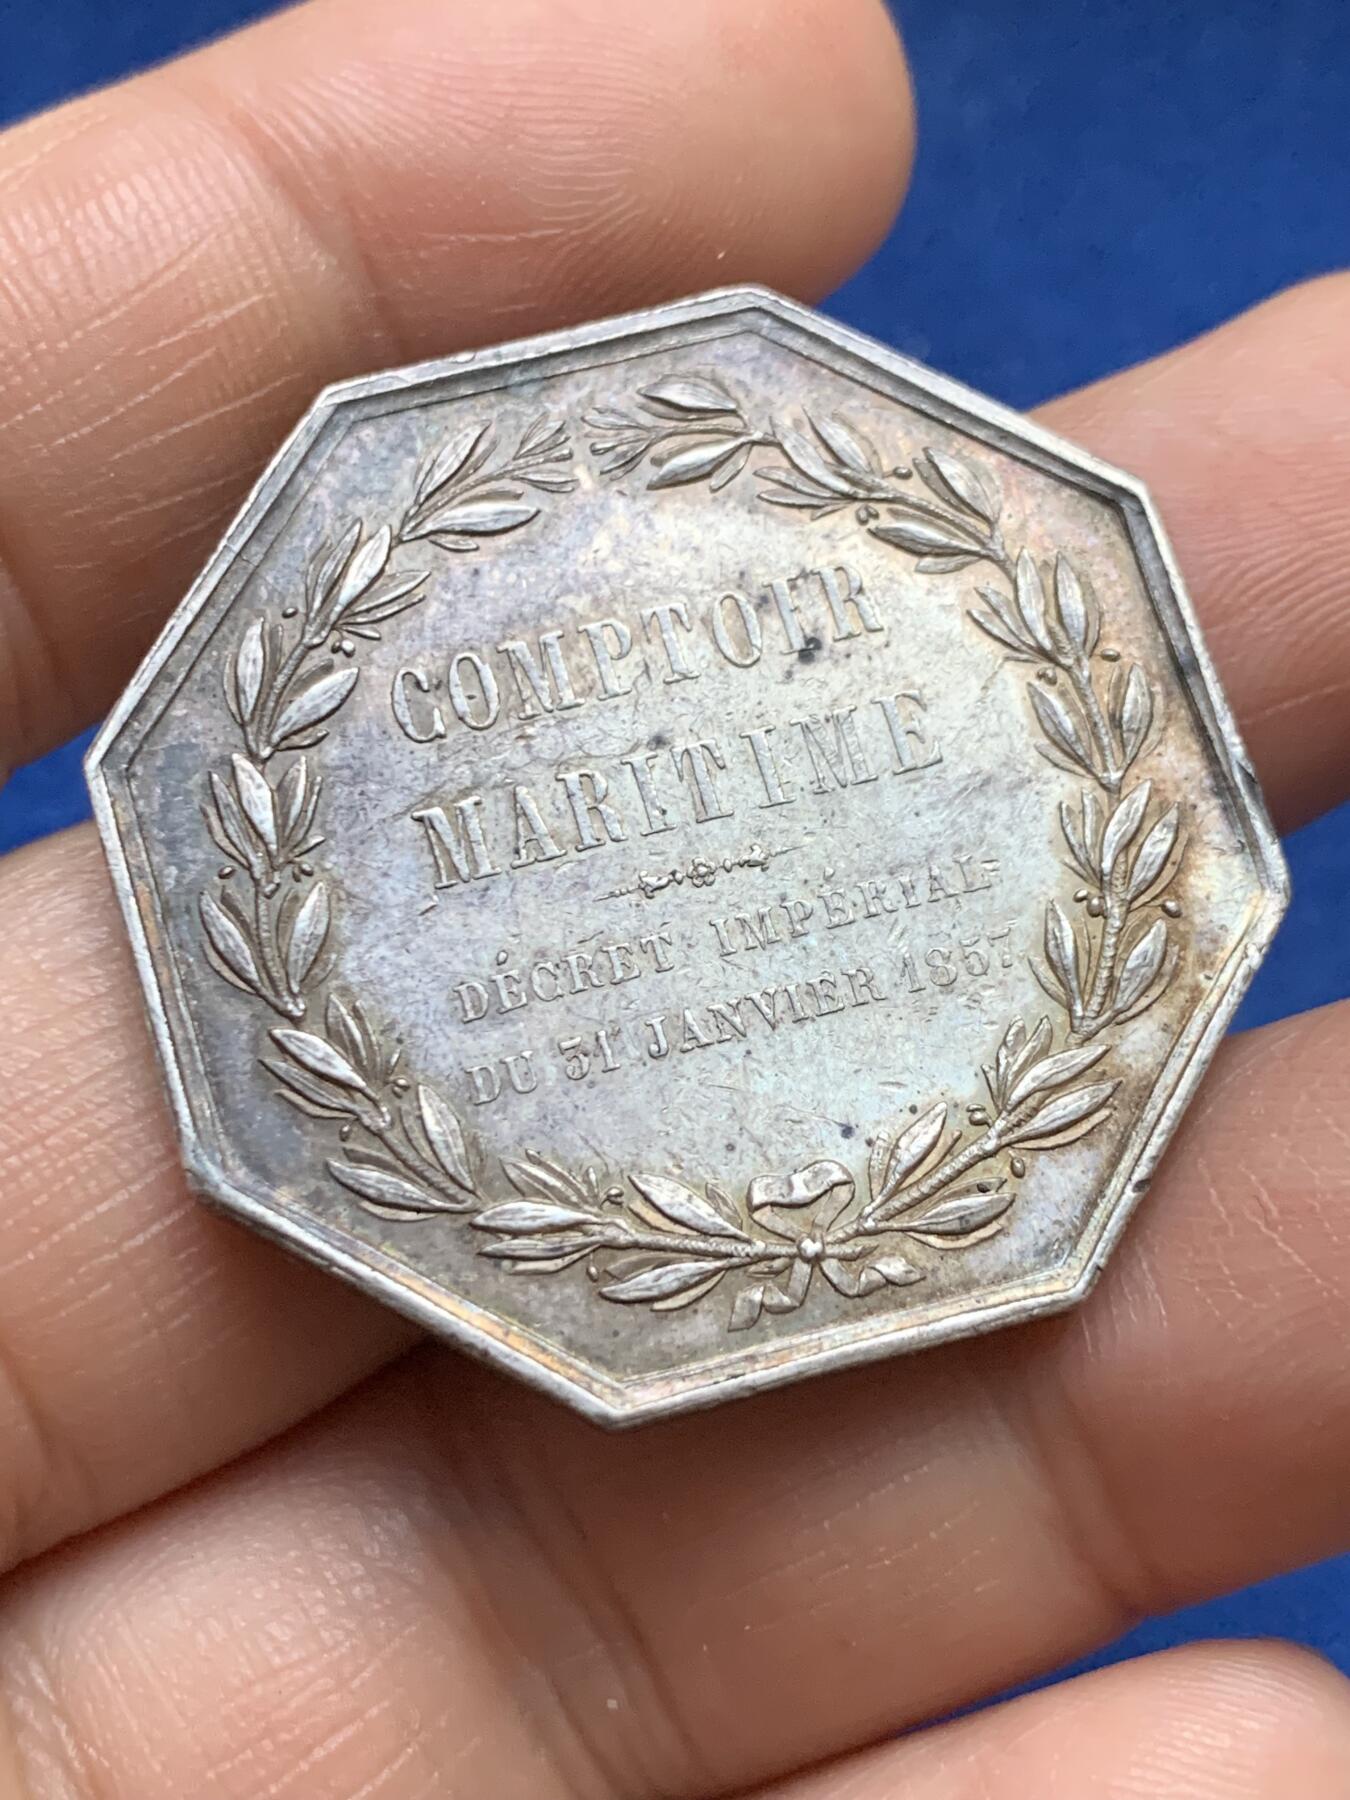 COMPTOIR
MARITIME
DÉCRET IMPÉRIAL
DU 31 JANVIER 1857